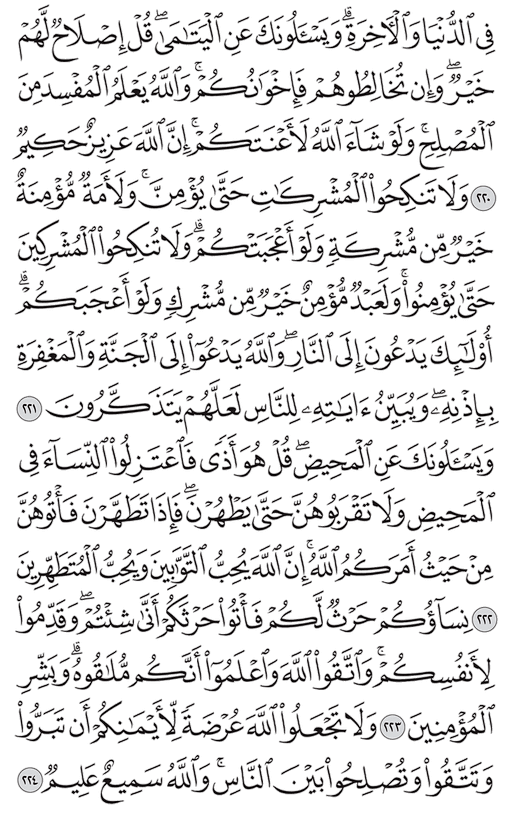 فِى ٱلدُّنْيَا وَٱلْءَاخِرَةِ ۗ وَيَسْـَٔلُونَكَ عَنِ ٱلْيَتَـٰمَىٰ ۖ قُلْ إِصْلَاحٌ لَّهُمْ
خَيْرٌ ۖ وَإِن تُخَالِطُوهُمْ فَإِخْوَٰنُكُمْ ۚ وَٱللَّهُ يَعْلَمُ ٱلْمُفْسِدَ مِنَ
ٱلْمُصْلِحِ ۚ وَلَوْ شَآءَ ٱللَّهُ لَأَعْنَتَكُمْ ۚ إِنَّ ٱللَّهَ عَزِيزٌ حَكِيمٌ
٢٢٠ وَلَا تَنكِحُوا۟ ٱلْمُشْرِكَـٰتِ حَتَّىٰ يُؤْمِنَّ ۚ وَلَأَمَةٌ مُّؤْمِنَةٌ
خَيْرٌ مِّن مُّشْرِكَةٍ وَلَوْ أَعْجَبَتْكُمْ ۗ وَلَا تُنكِحُوا۟ ٱلْمُشْرِكِينَ
حَتَّىٰ يُؤْمِنُوا۟ ۚ وَلَعَبْدٌ مُّؤْمِنٌ خَيْرٌ مِّن مُّشْرِكٍ وَلَوْ أَعْجَبَكُمْ ۗ
أُو۟لَـٰٓئِكَ يَدْعُونَ إِلَى ٱلنَّارِ ۖ وَٱللَّهُ يَدْعُوٓا۟ إِلَى ٱلْجَنَّةِ وَٱلْمَغْفِرَةِ
بِإِذْنِهِۦ ۖ وَيُبَيِّنُ ءَايَـٰتِهِۦ لِلنَّاسِ لَعَلَّهُمْ يَتَذَكَّرُونَ ٢٢١
وَيَسْـَٔلُونَكَ عَنِ ٱلْمَحِيضِ ۖ قُلْ هُوَ أَذًى فَٱعْتَزِلُوا۟ ٱلنِّسَآءَ فِى
ٱلْمَحِيضِ وَلَا تَقْرَبُوهُنَّ حَتَّىٰ يَطْهُرْنَ ۖ فَإِذَا تَطَهَّرْنَ فَأْتُوهُنَّ
مِنْ حَيْثُ أَمَرَكُمُ ٱللَّهُ ۚ إِنَّ ٱللَّهَ يُحِبُّ ٱلتَّوَّٰبِينَ وَيُحِبُّ ٱلْمُتَطَهِّرِينَ
٢٢٢ نِسَآؤُكُمْ حَرْثٌ لَّكُمْ فَأْتُوا۟ حَرْثَكُمْ أَنَّىٰ شِئْتُمْ ۖ وَقَدِّمُوا۟
لِأَنفُسِكُمْ ۚ وَٱتَّقُوا۟ ٱللَّهَ وَٱعْلَمُوٓا۟ أَنَّكُم مُّلَـٰقُوهُ ۗ وَبَشِّرِ
ٱلْمُؤْمِنِينَ ٢٢٣ وَلَا تَجْعَلُوا۟ ٱللَّهَ عُرْضَةً لِّأَيْمَـٰنِكُمْ أَن تَبَرُّوا۟
وَتَتَّقُوا۟ وَتُصْلِحُوا۟ بَيْنَ ٱلنَّاسِ ۗ وَٱللَّهُ سَمِيعٌ عَلِيمٌ ٢٢٤